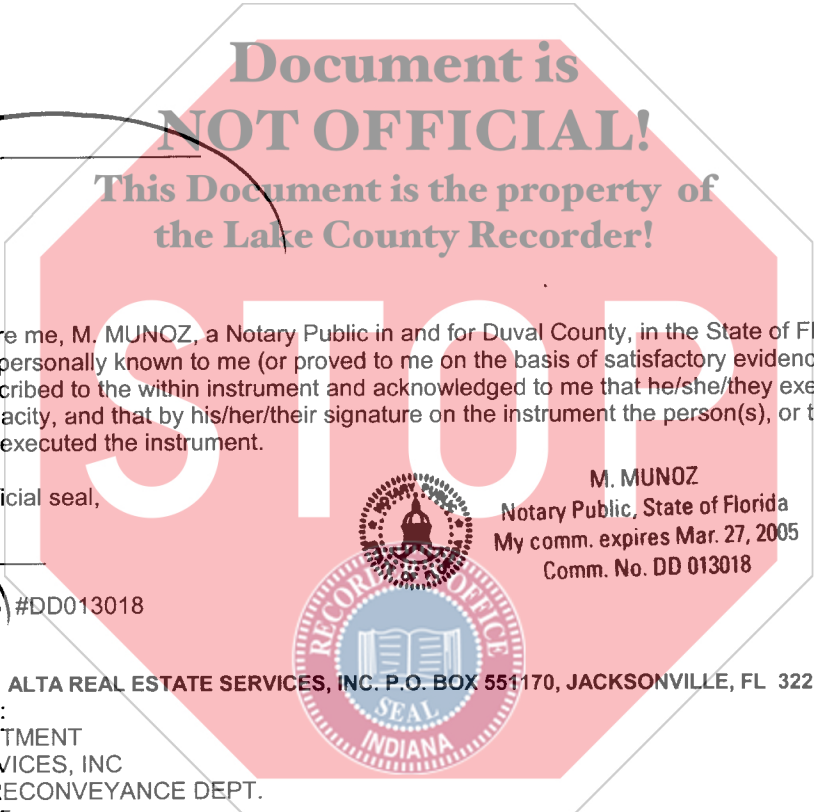 Document is
NOT OFFICIAL!
This Document is the property of
the Lake County Recorder!
STOP
re me, M. MUNOZ, a Notary Public in and for Duval County, in the State of Fl
personally known to me (or proved to me on the basis of satisfactory evidenc
cribed to the within instrument and acknowledged to me that he/she/they exe
acity, and that by his/her/their signature on the instrument the person(s), or t
executed the instrument.
icial seal,
NOTARY PUBLIC
STATE OF FLORIDA
M. MUNOZ
Notary Public, State of Florida
My comm. expires Mar. 27, 2005
Comm. No. DD 013018
#DD013018
RECORDER OFFICE
SEAL
INDIANA
ALTA REAL ESTATE SERVICES, INC. P.O. BOX 551170, JACKSONVILLE, FL 322
:
TMENT
VICES, INC
RECONVEYANCE DEPT.